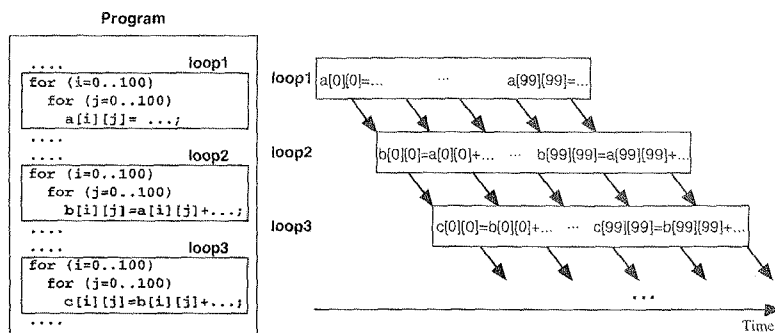 Program
.... loop1
for (i=0..100)
for (j=0..100)
a[i][j]= ...;
....
.... loop2
for (i=0..100)
for (j=0..100)
b[i][j]=a[i][j]+...;
....
.... loop3
for (i=0..100)
for (j=0..100)
c[i][j]=b[i][j]+...;
....
loop1 a[0][0]=... ... a[99][99]=...
loop2 b[0][0]=a[0][0]+... ... b[99][99]=a[99][99]+...
loop3 c[0][0]=b[0][0]+... ... c[99][99]=b[99][99]+...
...
Time